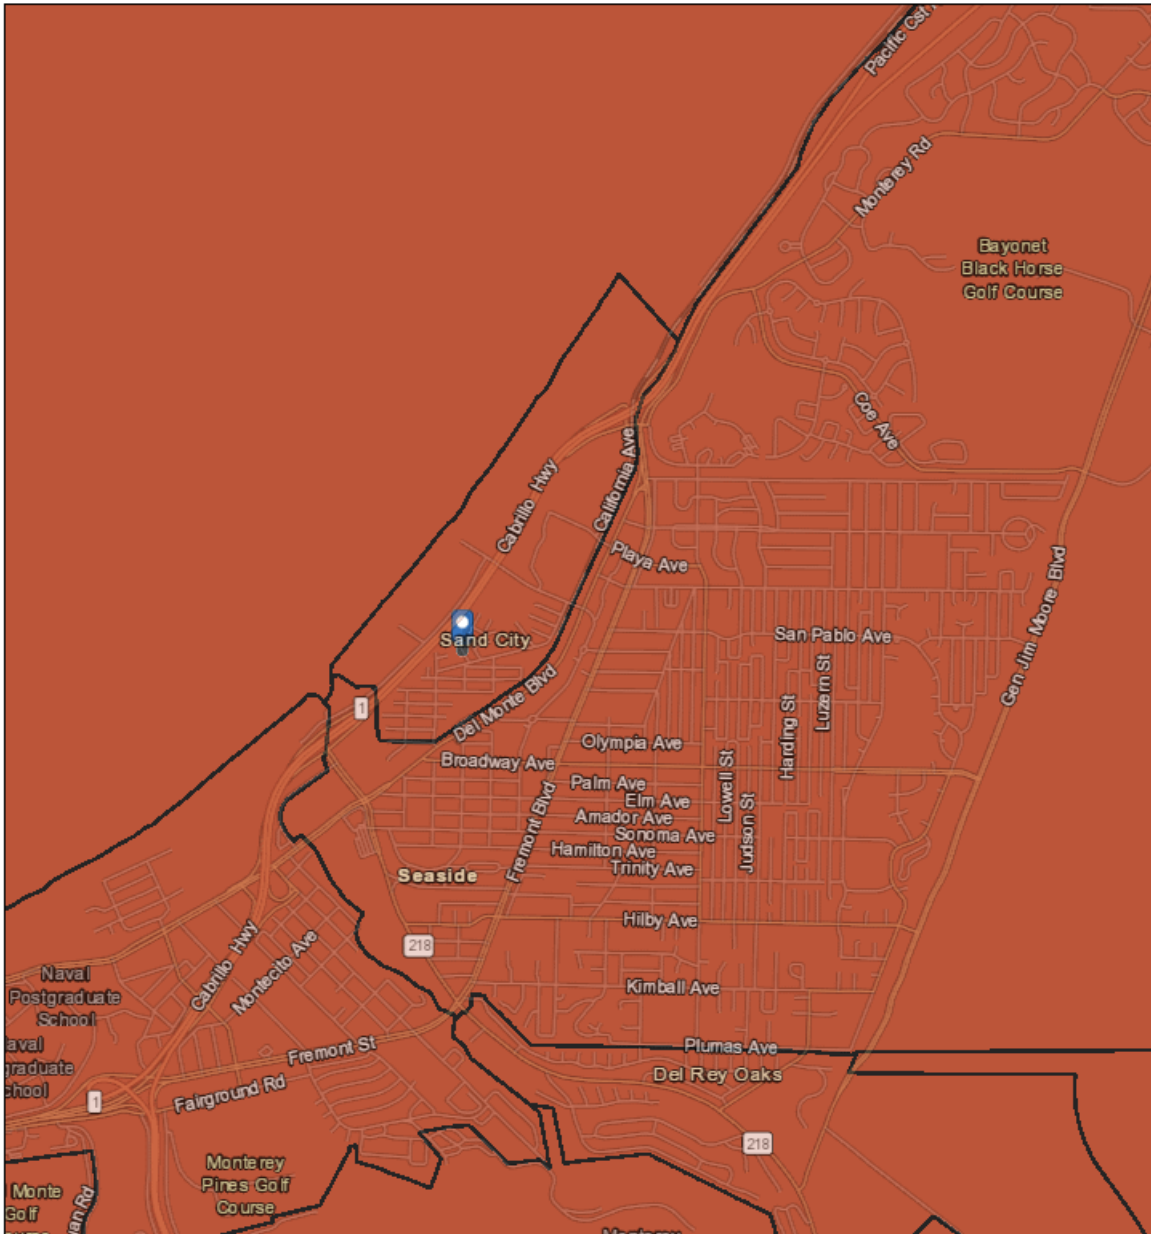 Pacific Cst
Monterey Rd
Bayonet
Black Horse
Golf Course
Coe Ave
Cabrillo Hwy
California Ave
Playa Ave
Gen Jim Moore Blvd
San Pablo Ave
Sand City
Luzern St
Harding St
1
Del Monte Blvd
Olympia Ave
Broadway Ave
Lowell St
Palm Ave
Elm Ave
Amador Ave
Judson St
Sonoma Ave
Fremont Blvd
Hamilton Ave
Trinity Ave
Seaside
Hilby Ave
218
Cabrillo Hwy
Montecito Ave
Naval
Postgraduate
School
Kimball Ave
aval
graduate
chool
Fremont St
Plumas Ave
Del Rey Oaks
Fairground Rd
1
218
Monterey
Pines Golf
Course
Monte
Golf